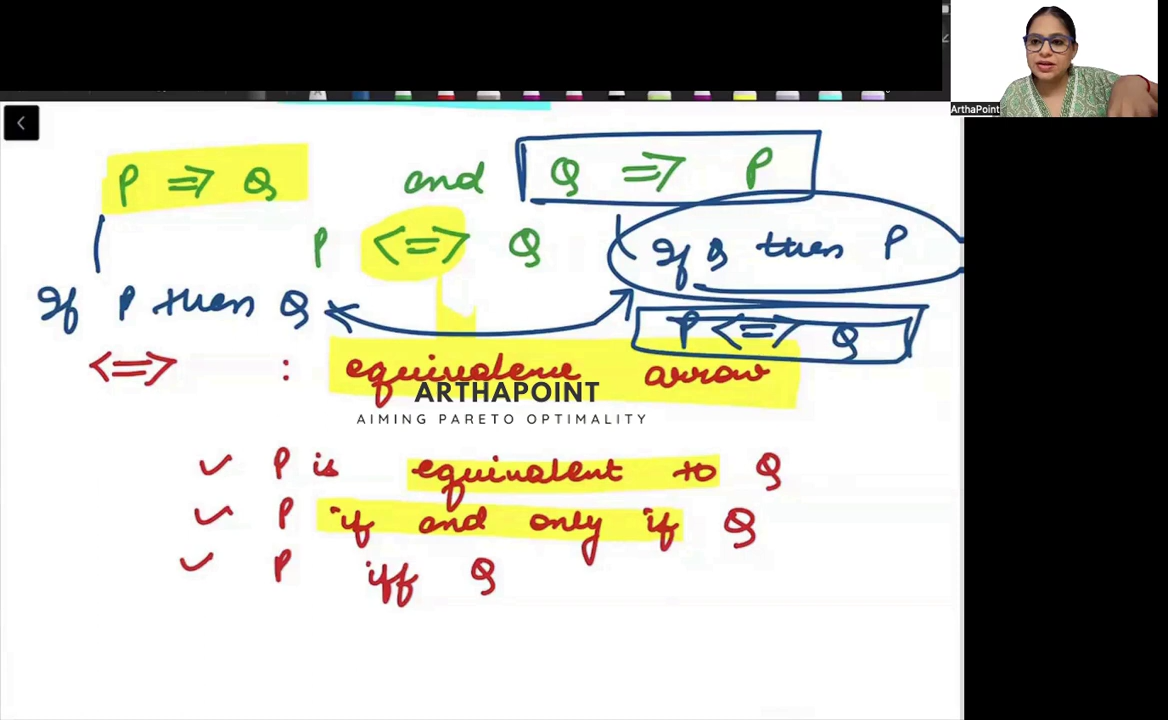 ArthaPoint
P => Q and Q => P
P <=> Q
If Q then P
If P then Q
P <=> Q
<=> : equivalence arrow
ARTHAPOINT
AIMING PARETO OPTIMALITY
✓ P is equivalent to Q
✓ P if and only if Q
✓ P iff Q